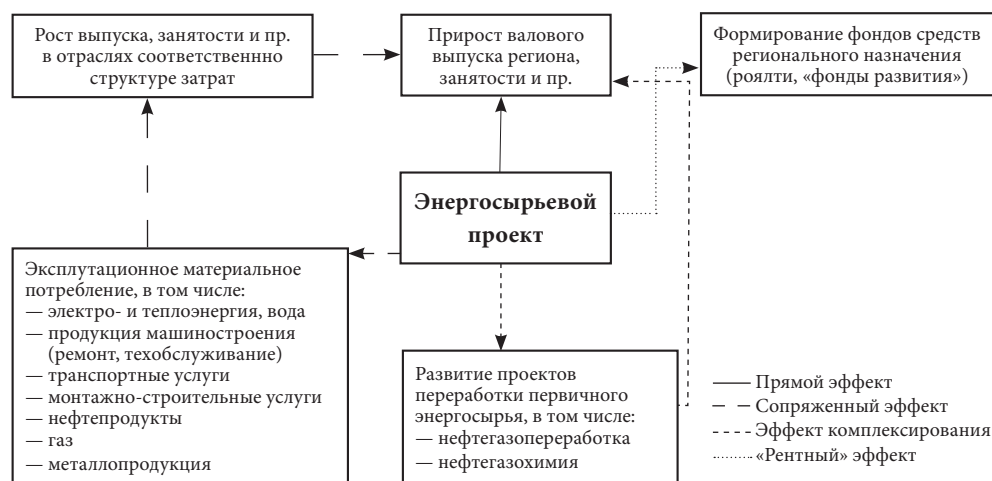 Рост выпуска, занятости и пр.
в отраслях соответственнно
структуре затрат
Прирост валового
выпуска региона,
занятости и пр.
Формирование фондов средств
регионального назначения
(роялти, «фонды развития»)
Энергосырьевой
проект
Эксплутационное материальное
потребление, в том числе:
— электро- и теплоэнергия, вода
— продукция машиностроения
(ремонт, техобслуживание)
— транспортные услуги
— монтажно-строительные услуги
— нефтепродукты
— газ
— металлопродукция
Развитие проектов
переработки первичного
энергосырья, в том числе:
— нефтегазопереработка
— нефтегазохимия
Прямой эффект
Сопряженный эффект
Эффект комплексирования
«Рентный» эффект